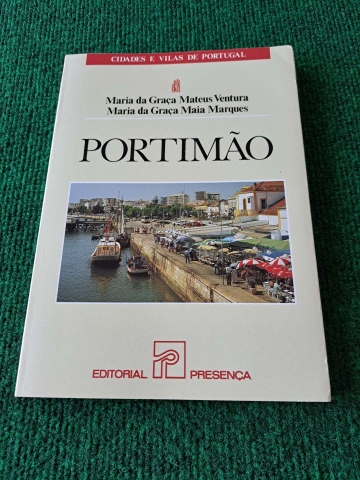 CIDADES E VILAS DE PORTUGAL
Maria da Graça Mateus Ventura
Maria da Graça Maia Marques
PORTIMÃO
EDITORIAL PRESENÇA